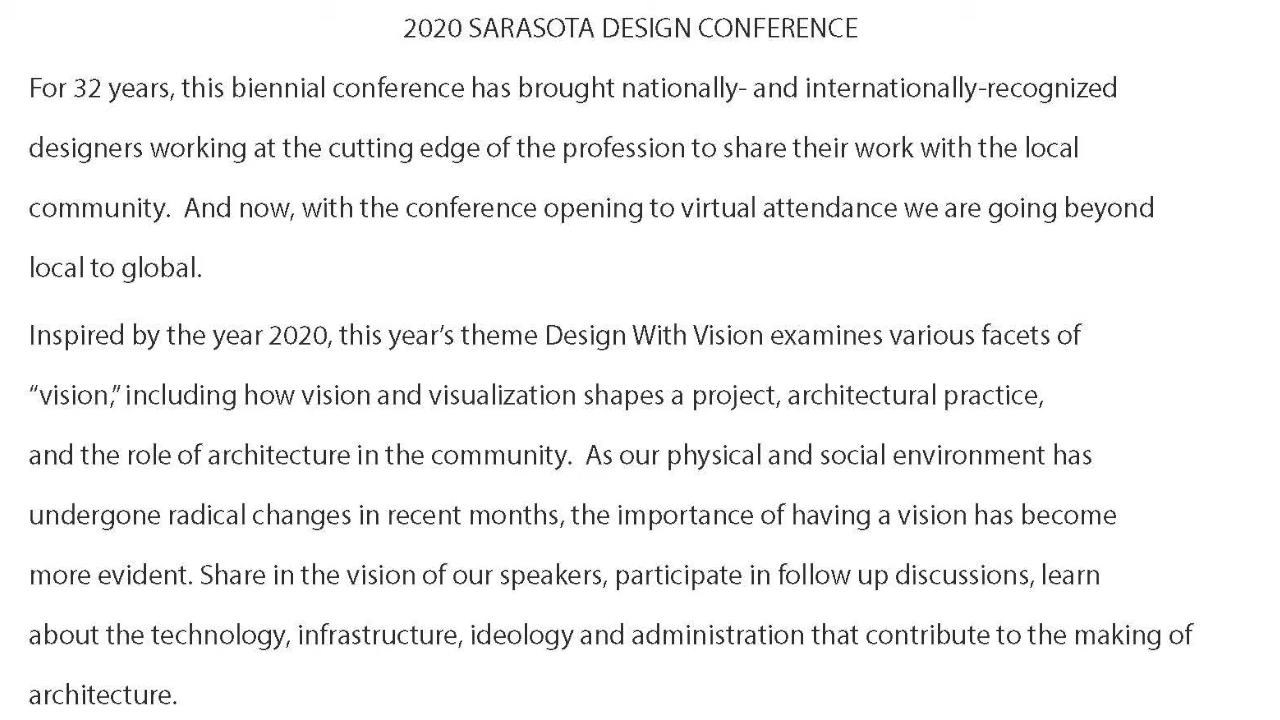 2020 SARASOTA DESIGN CONFERENCE
For 32 years, this biennial conference has brought nationally- and internationally-recognized
designers working at the cutting edge of the profession to share their work with the local
community.  And now, with the conference opening to virtual attendance we are going beyond
local to global.
Inspired by the year 2020, this year’s theme Design With Vision examines various facets of
“vision,” including how vision and visualization shapes a project, architectural practice,
and the role of architecture in the community.  As our physical and social environment has
undergone radical changes in recent months, the importance of having a vision has become
more evident. Share in the vision of our speakers, participate in follow up discussions, learn
about the technology, infrastructure, ideology and administration that contribute to the making of
architecture.